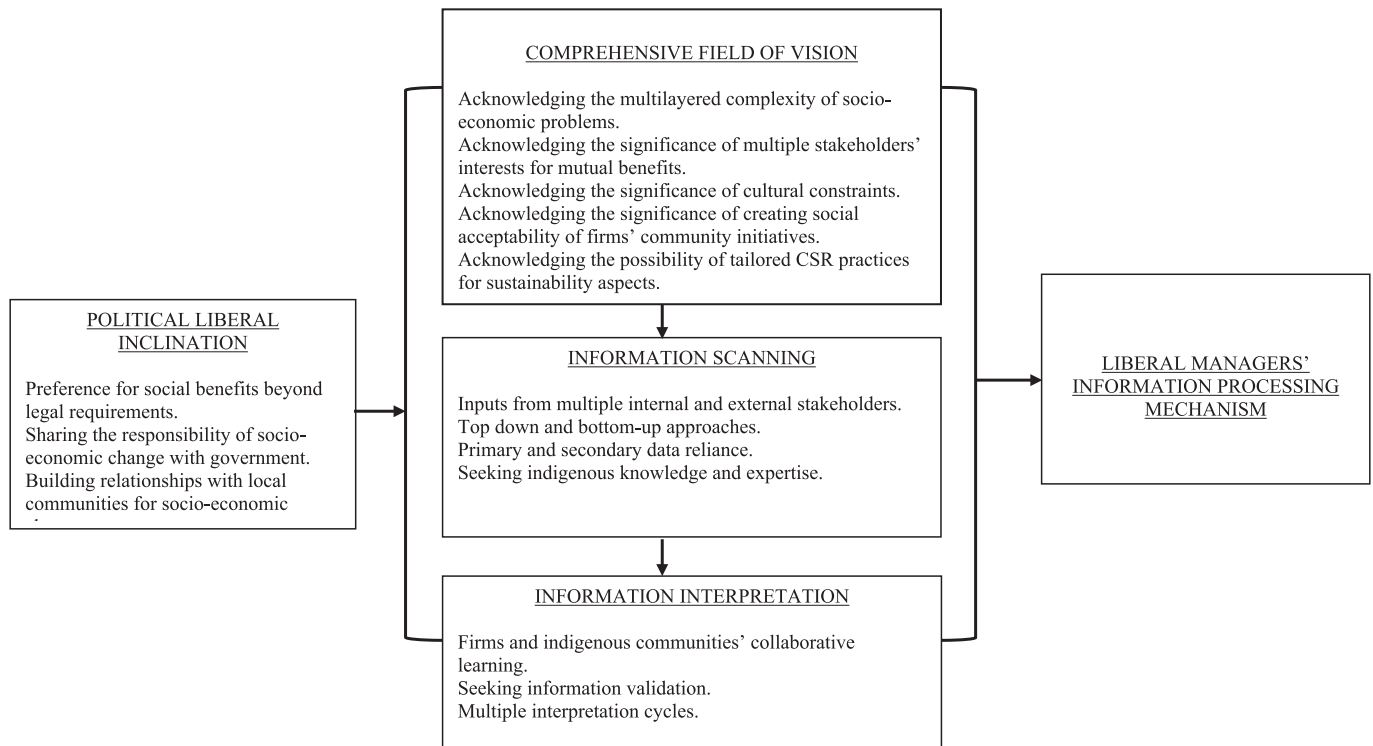 COMPREHENSIVE FIELD OF VISION
Acknowledging the multilayered complexity of socio-
economic problems.
Acknowledging the significance of multiple stakeholders’
interests for mutual benefits.
Acknowledging the significance of cultural constraints.
Acknowledging the significance of creating social
acceptability of firms’ community initiatives.
Acknowledging the possibility of tailored CSR practices
for sustainability aspects.
POLITICAL LIBERAL
INCLINATION
Preference for social benefits beyond
legal requirements.
Sharing the responsibility of socio-
economic change with government.
Building relationships with local
communities for socio-economic
INFORMATION SCANNING
Inputs from multiple internal and external stakeholders.
Top down and bottom-up approaches.
Primary and secondary data reliance.
Seeking indigenous knowledge and expertise.
INFORMATION INTERPRETATION
Firms and indigenous communities’ collaborative
learning.
Seeking information validation.
Multiple interpretation cycles.
LIBERAL MANAGERS’
INFORMATION PROCESSING
MECHANISM